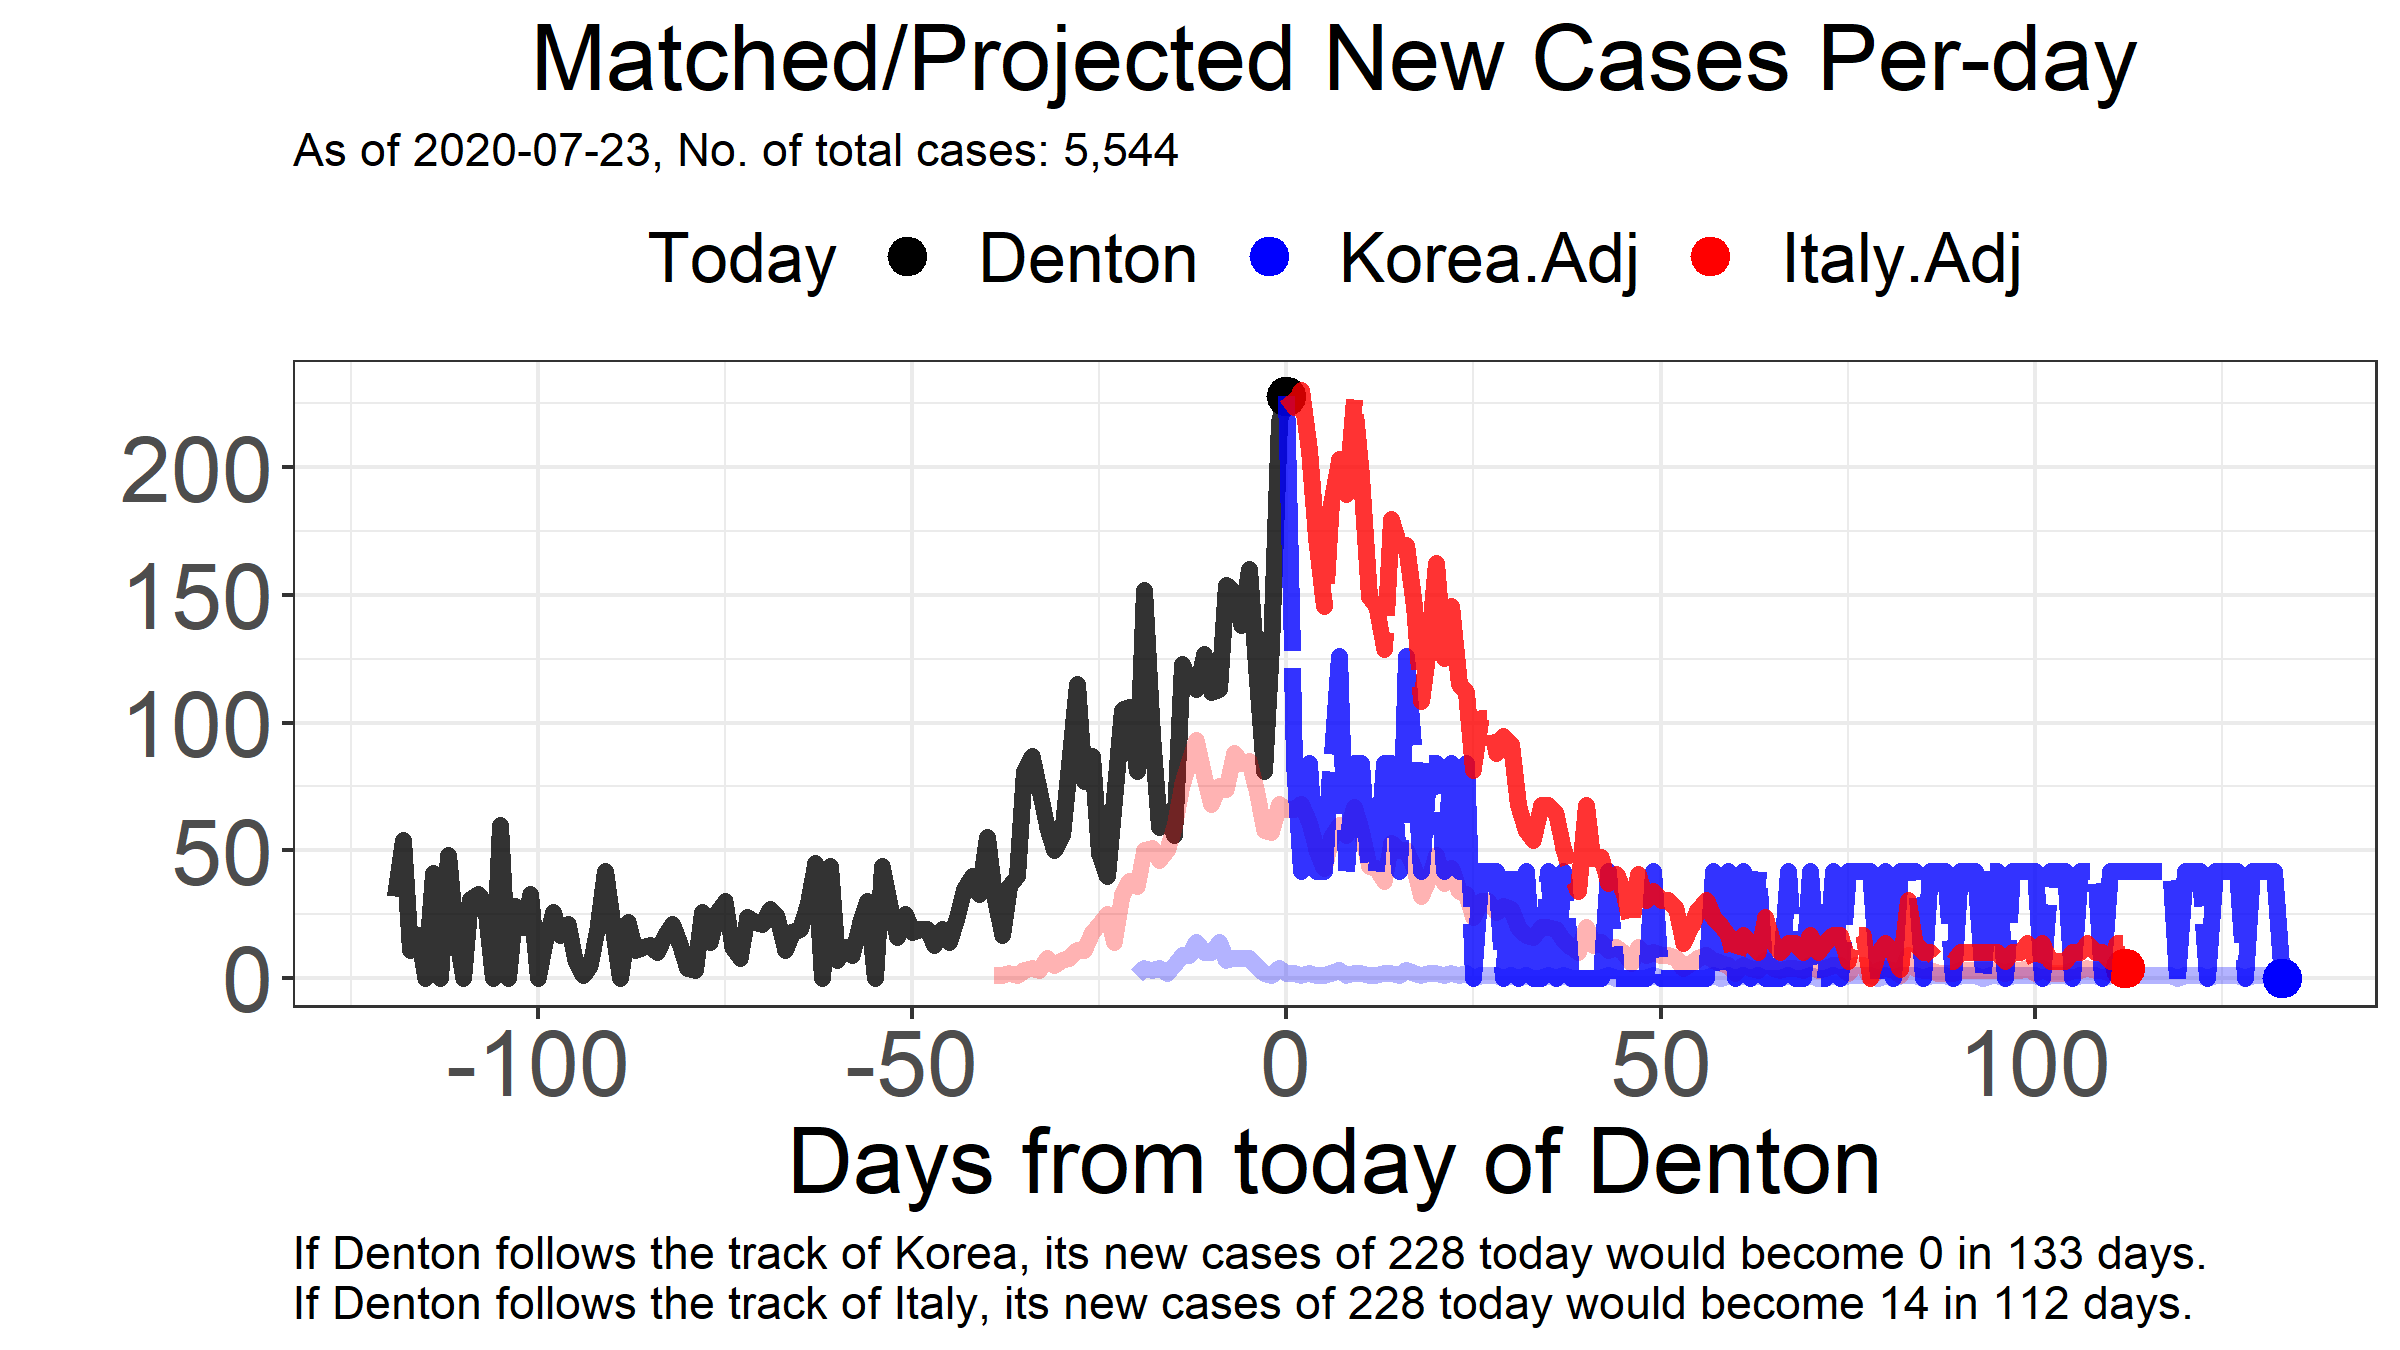 Matched/Projected New Cases Per-day
As of 2020-07-23, No. of total cases: 5,544
Today Denton Korea.Adj Italy.Adj
200
150
100
50
0
-100 -50 0 50 100
Days from today of Denton
If Denton follows the track of Korea, its new cases of 228 today would become 0 in 133 days.
If Denton follows the track of Italy, its new cases of 228 today would become 14 in 112 days.